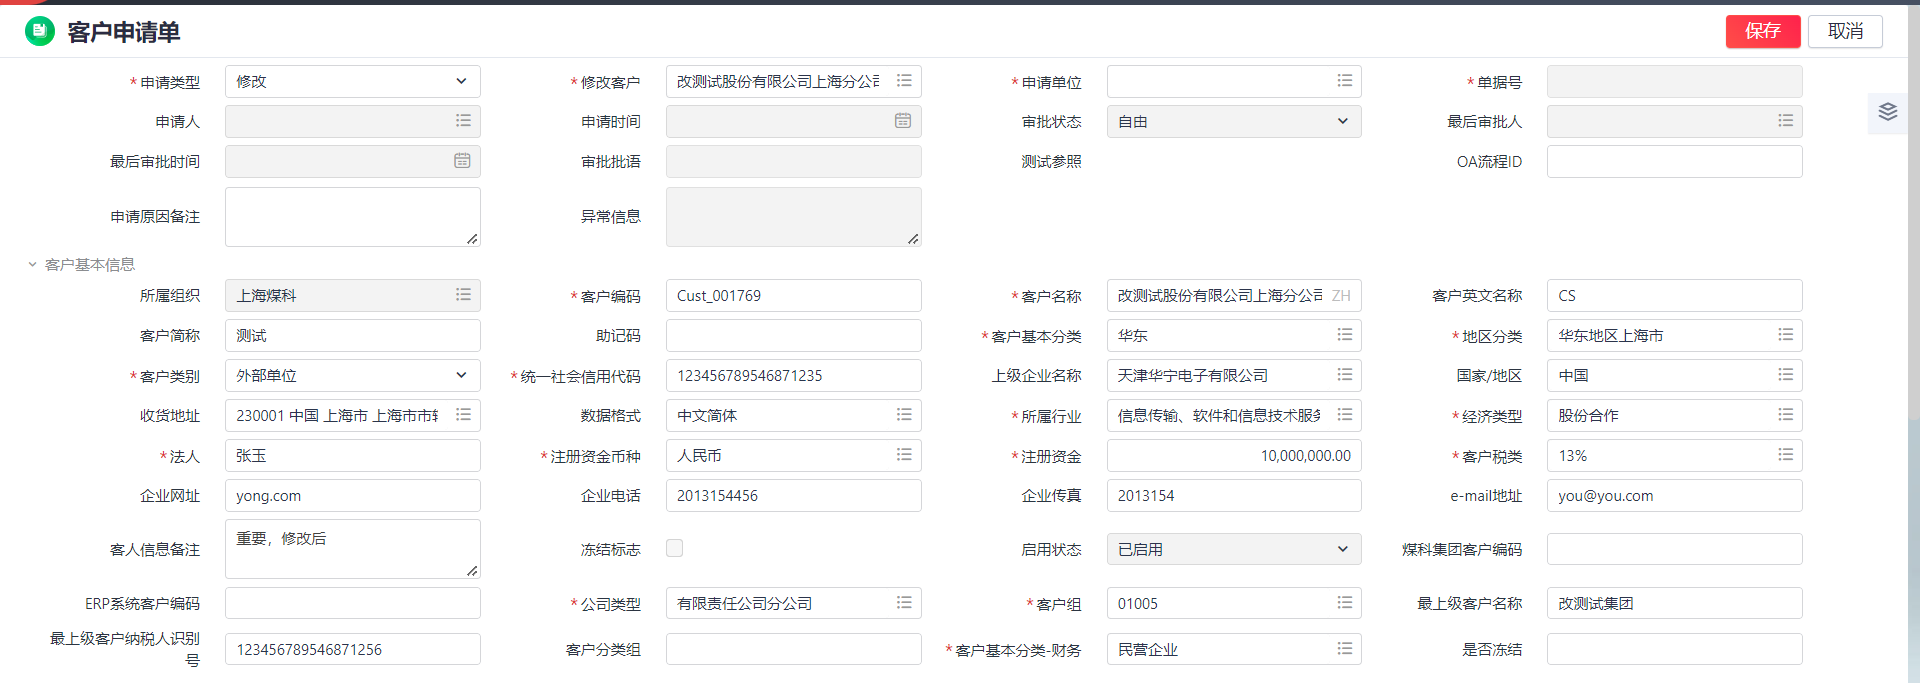 客户申请单 保存 取消
* 申请类型 修改 * 修改客户 改测试股份有限公司上海分公司 * 申请单位 * 单据号
申请人 申请时间 审批状态 自由 最后审批人
最后审批时间 审批批语 测试参照 OA流程ID
申请原因备注 异常信息
客户基本信息
所属组织 上海煤科 * 客户编码 Cust_001769 * 客户名称 改测试股份有限公司上海分公司 ZH 客户英文名称 CS
客户简称 测试 助记码 * 客户基本分类 华东 * 地区分类 华东地区上海市
* 客户类别 外部单位 * 统一社会信用代码 123456789546871235 上级企业名称 天津华宁电子有限公司 国家/地区 中国
收货地址 230001 中国 上海市 上海市市 数据格式 中文简体 * 所属行业 信息传输、软件和信息技术服务 * 经济类型 股份合作
* 法人 张玉 * 注册资金币种 人民币 * 注册资金 10,000,000.00 * 客户税类 13%
企业网址 yong.com 企业电话 2013154456 企业传真 2013154 e-mail地址 you@you.com
客人信息备注 重要，修改后 冻结标志 启用状态 已启用 煤科集团客户编码
ERP系统客户编码 * 公司类型 有限责任公司分公司 * 客户组 01005 最上级客户名称 改测试集团
最上级客户纳税人识别
号 123456789546871256 客户分类组 * 客户基本分类-财务 民营企业 是否冻结